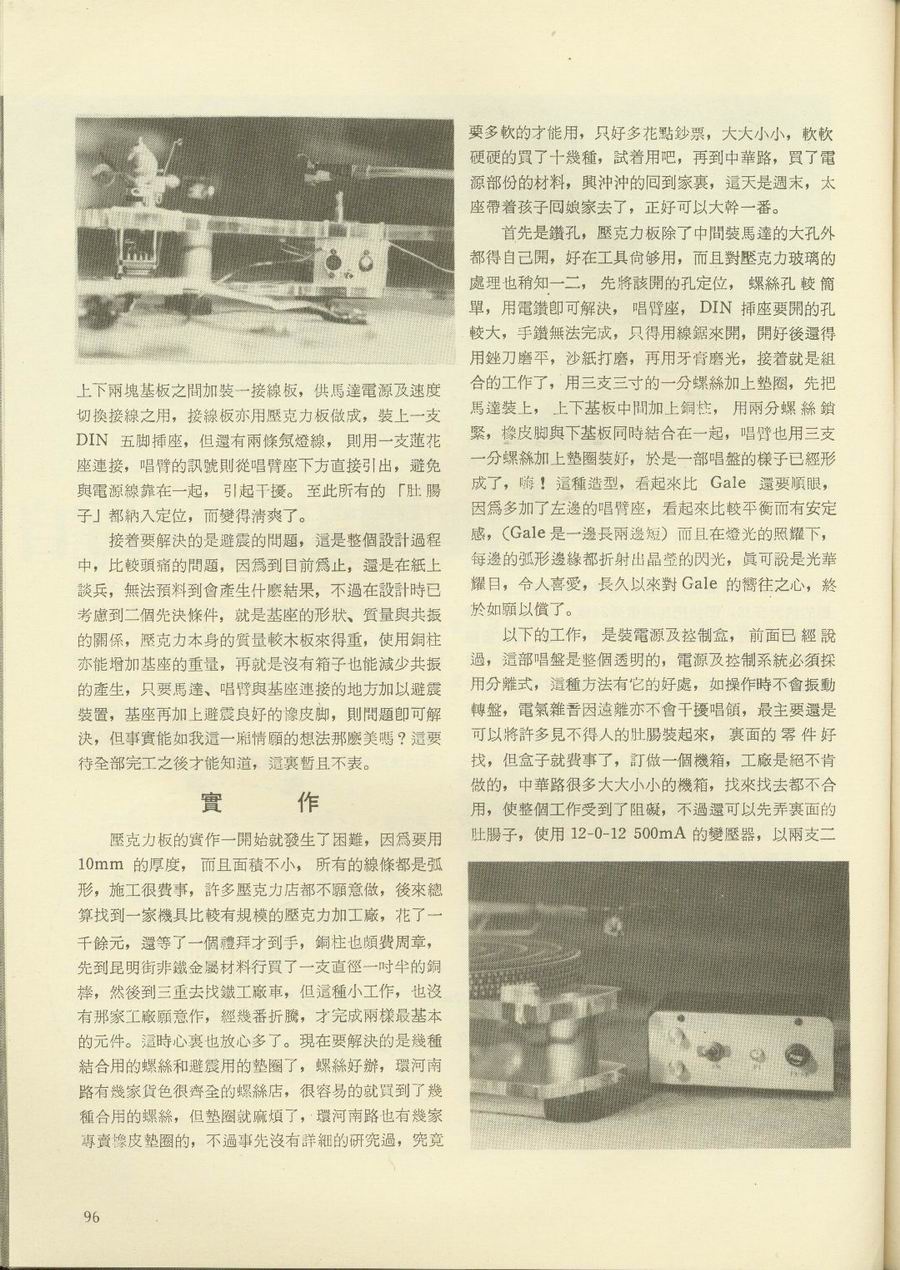 上下兩塊基板之間加裝一接線板，供馬達電源及速度
切換接線之用，接線板亦用壓克力板做成，裝上一支
DIN 五脚揷座，但還有兩條氖燈線，則用一支蓮花
座連接，唱臂的訊號則從唱臂座下方直接引出，避免
與電源線靠在一起，引起干擾。至此所有的「肚腸
子」都納入定位，而變得淸爽了。
接着要解決的是避震的問題，這是整個設計過程
中，比較頭痛的問題，因爲到目前爲止，還是在紙上
談兵，無法預料到會產生什麽結果，不過在設計時已
考慮到二個先決條件，就是基座的形狀、質量與共振
的關係，壓克力本身的質量較木板來得重，使用銅柱
亦能增加基座的重量，再就是沒有箱子也能減少共振
的產生，只要馬達、唱臂與基座連接的地方加以避震
裝置，基座再加上避震良好的橡皮脚，則問題卽可解
決，但事實能如我這一廂情願的想法那麽美嗎？這要
待全部完工之後才能知道，這裏暫且不表。
實作
壓克力板的實作一開始就發生了困難，因爲要用
10mm 的厚度，而且面積不小，所有的線條都是弧
形，施工很費事，許多壓克力店都不願意做，後來總
算找到一家機具比較有規模的壓克力加工廠，花了一
千餘元，還等了一個禮拜才到手，銅柱也頗費周章，
先到昆明街非鐵金屬材料行買了一支直徑一吋半的銅
棒，然後到三重去找鐵工廠車，但這種小工作，也沒
有那家工廠願意作，經幾番折騰，才完成兩樣最基本
的元件。這時心裏也放心多了。現在要解決的是幾種
結合用的螺絲和避震用的墊圈了，螺絲好辦，環河南
路有幾家貨色很齊全的螺絲店，很容易的就買到了幾
種合用的螺絲，但墊圈就麻煩了，環河南路也有幾家
專賣橡皮墊圈的，不過事先沒有詳細的研究過，究竟
要多軟的才能用，只好多花點鈔票，大大小小，軟軟
硬硬的買了十幾種，試着用吧，再到中華路，買了電
源部份的材料，興沖沖的回到家裏，這天是週末，太
座帶着孩子回娘家去了，正好可以大幹一番。
首先是鑽孔，壓克力板除了中間裝馬達的大孔外
都得自己開，好在工具尙够用，而且對壓克力玻璃的
處理也稍知一二，先將該開的孔定位，螺絲孔較簡
單，用電鑽卽可解決，唱臂座，DIN 揷座要開的孔
較大，手鑽無法完成，只得用線鋸來開，開好後還得
用銼刀磨平，沙紙打磨，再用牙膏磨光，接着就是組
合的工作了，用三支三寸的一分螺絲加上墊圈，先把
馬達裝上，上下基板中間加上銅柱，用兩分螺絲鎖
緊，橡皮脚與下基板同時結合在一起，唱臂也用三支
一分螺絲加上墊圈裝好，於是一部唱盤的樣子已經形
成了，嗨！這種造型，看起來比 Gale 還要順眼，
因爲多加了左邊的唱臂座，看起來比較平衡而有安定
感，(Gale 是一邊長兩邊短）而且在燈光的照耀下，
每邊的弧形邊緣都折射出晶瑩的閃光，眞可說是光華
耀目，令人喜愛，長久以來對 Gale 的嚮往之心，終
於如願以償了。
以下的工作，是裝電源及控制盒，前面已經說
過，這部唱盤是整個透明的，電源及控制系統必須採
用分離式，這種方法有它的好處，如操作時不會振動
轉盤，電氣雜音因遠離亦不會干擾唱頭，最主要還是
可以將許多見不得人的肚腸裝起來，裏面的零件好
找，但盒子就費事了，訂做一個機箱，工廠是絕不肯
做的，中華路很多大大小小的機箱，找來找去都不合
用，使整個工作受到了阻礙，不過還可以先弄裏面的
肚腸子，使用 12-0-12 500mA 的變壓器，以兩支二
96